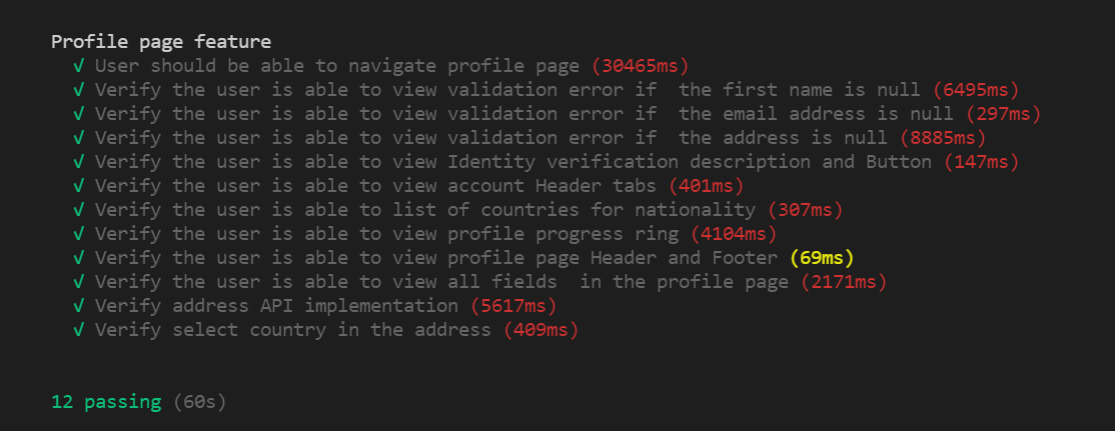 Profile page feature
√ User should be able to navigate profile page (30465ms)
√ Verify the user is able to view validation error if  the first name is null (6495ms)
√ Verify the user is able to view validation error if  the email address is null (297ms)
√ Verify the user is able to view validation error if  the address is null (8885ms)
√ Verify the user is able to view Identity verification description and Button (147ms)
√ Verify the user is able to view account Header tabs (401ms)
√ Verify the user is able to list of countries for nationality (307ms)
√ Verify the user is able to view profile progress ring (4104ms)
√ Verify the user is able to view profile page Header and Footer (69ms)
√ Verify the user is able to view all fields  in the profile page (2171ms)
√ Verify address API implementation (5617ms)
√ Verify select country in the address (409ms)
12 passing (60s)